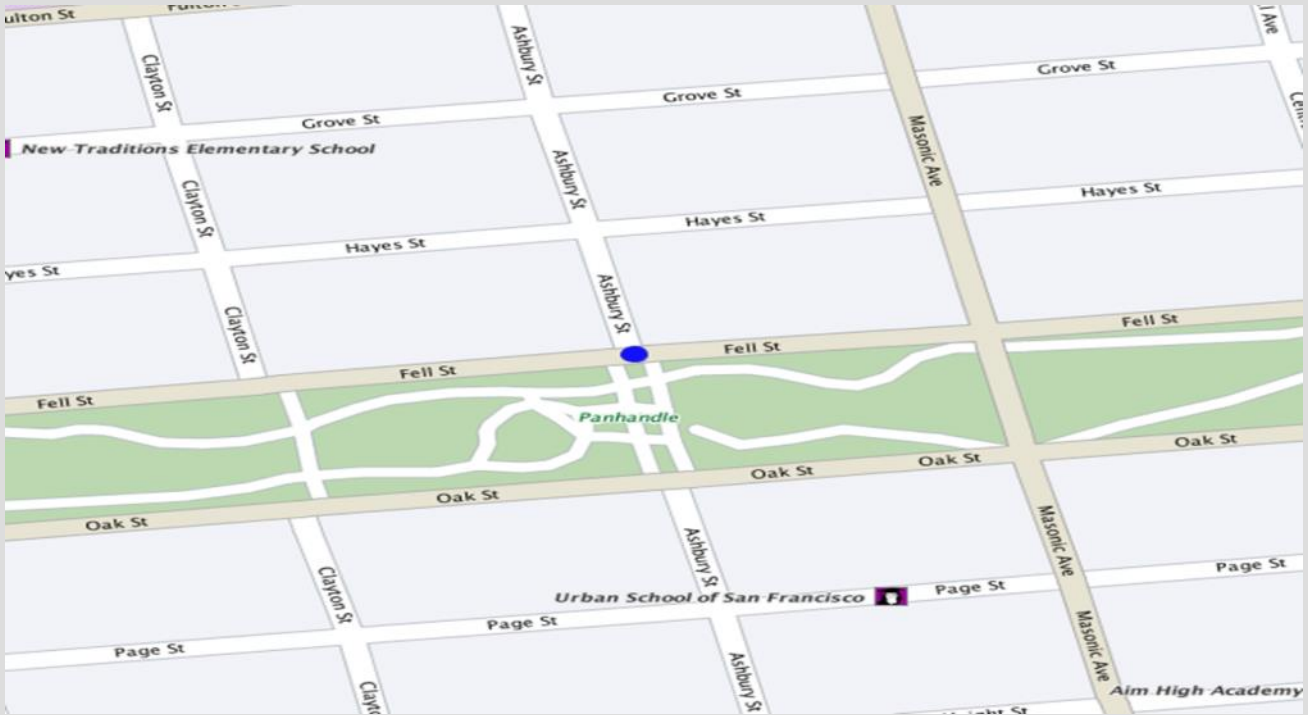 ulton St
Fulton S
l Ave
Clayton St
Ashbury St
Grove St
Grove St
Grove St
New Traditions Elementary School
Masonic Ave
Clayton St
Ashbury St
Hayes St
Hayes St
Hayes St
yes St
Clayton St
Ashbury St
Fell St
Fell St
Fell St
Fell St
Panhandle
Oak St
Oak St
Oak St
Oak St
Oak St
Masonic Ave
Ashbury St
Clayton St
Urban School of San Francisco
Page St
Page St
Page St
Page St
Masonic Ave
Ashbury St
Clayto
Aim High Academy